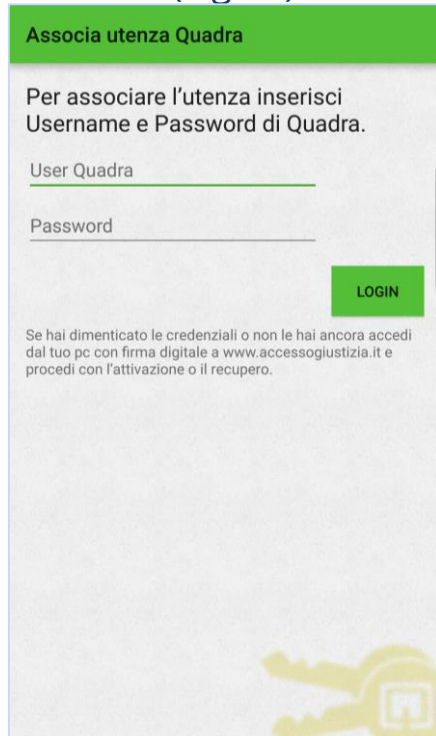 Associa utenza Quadra
Per associare l'utenza inserisci
Username e Password di Quadra.
User Quadra
Password
LOGIN
Se hai dimenticato le credenziali o non le hai ancora accedi
dal tuo pc con firma digitale a www.accessogiustizia.it e
procedi con l'attivazione o il recupero.